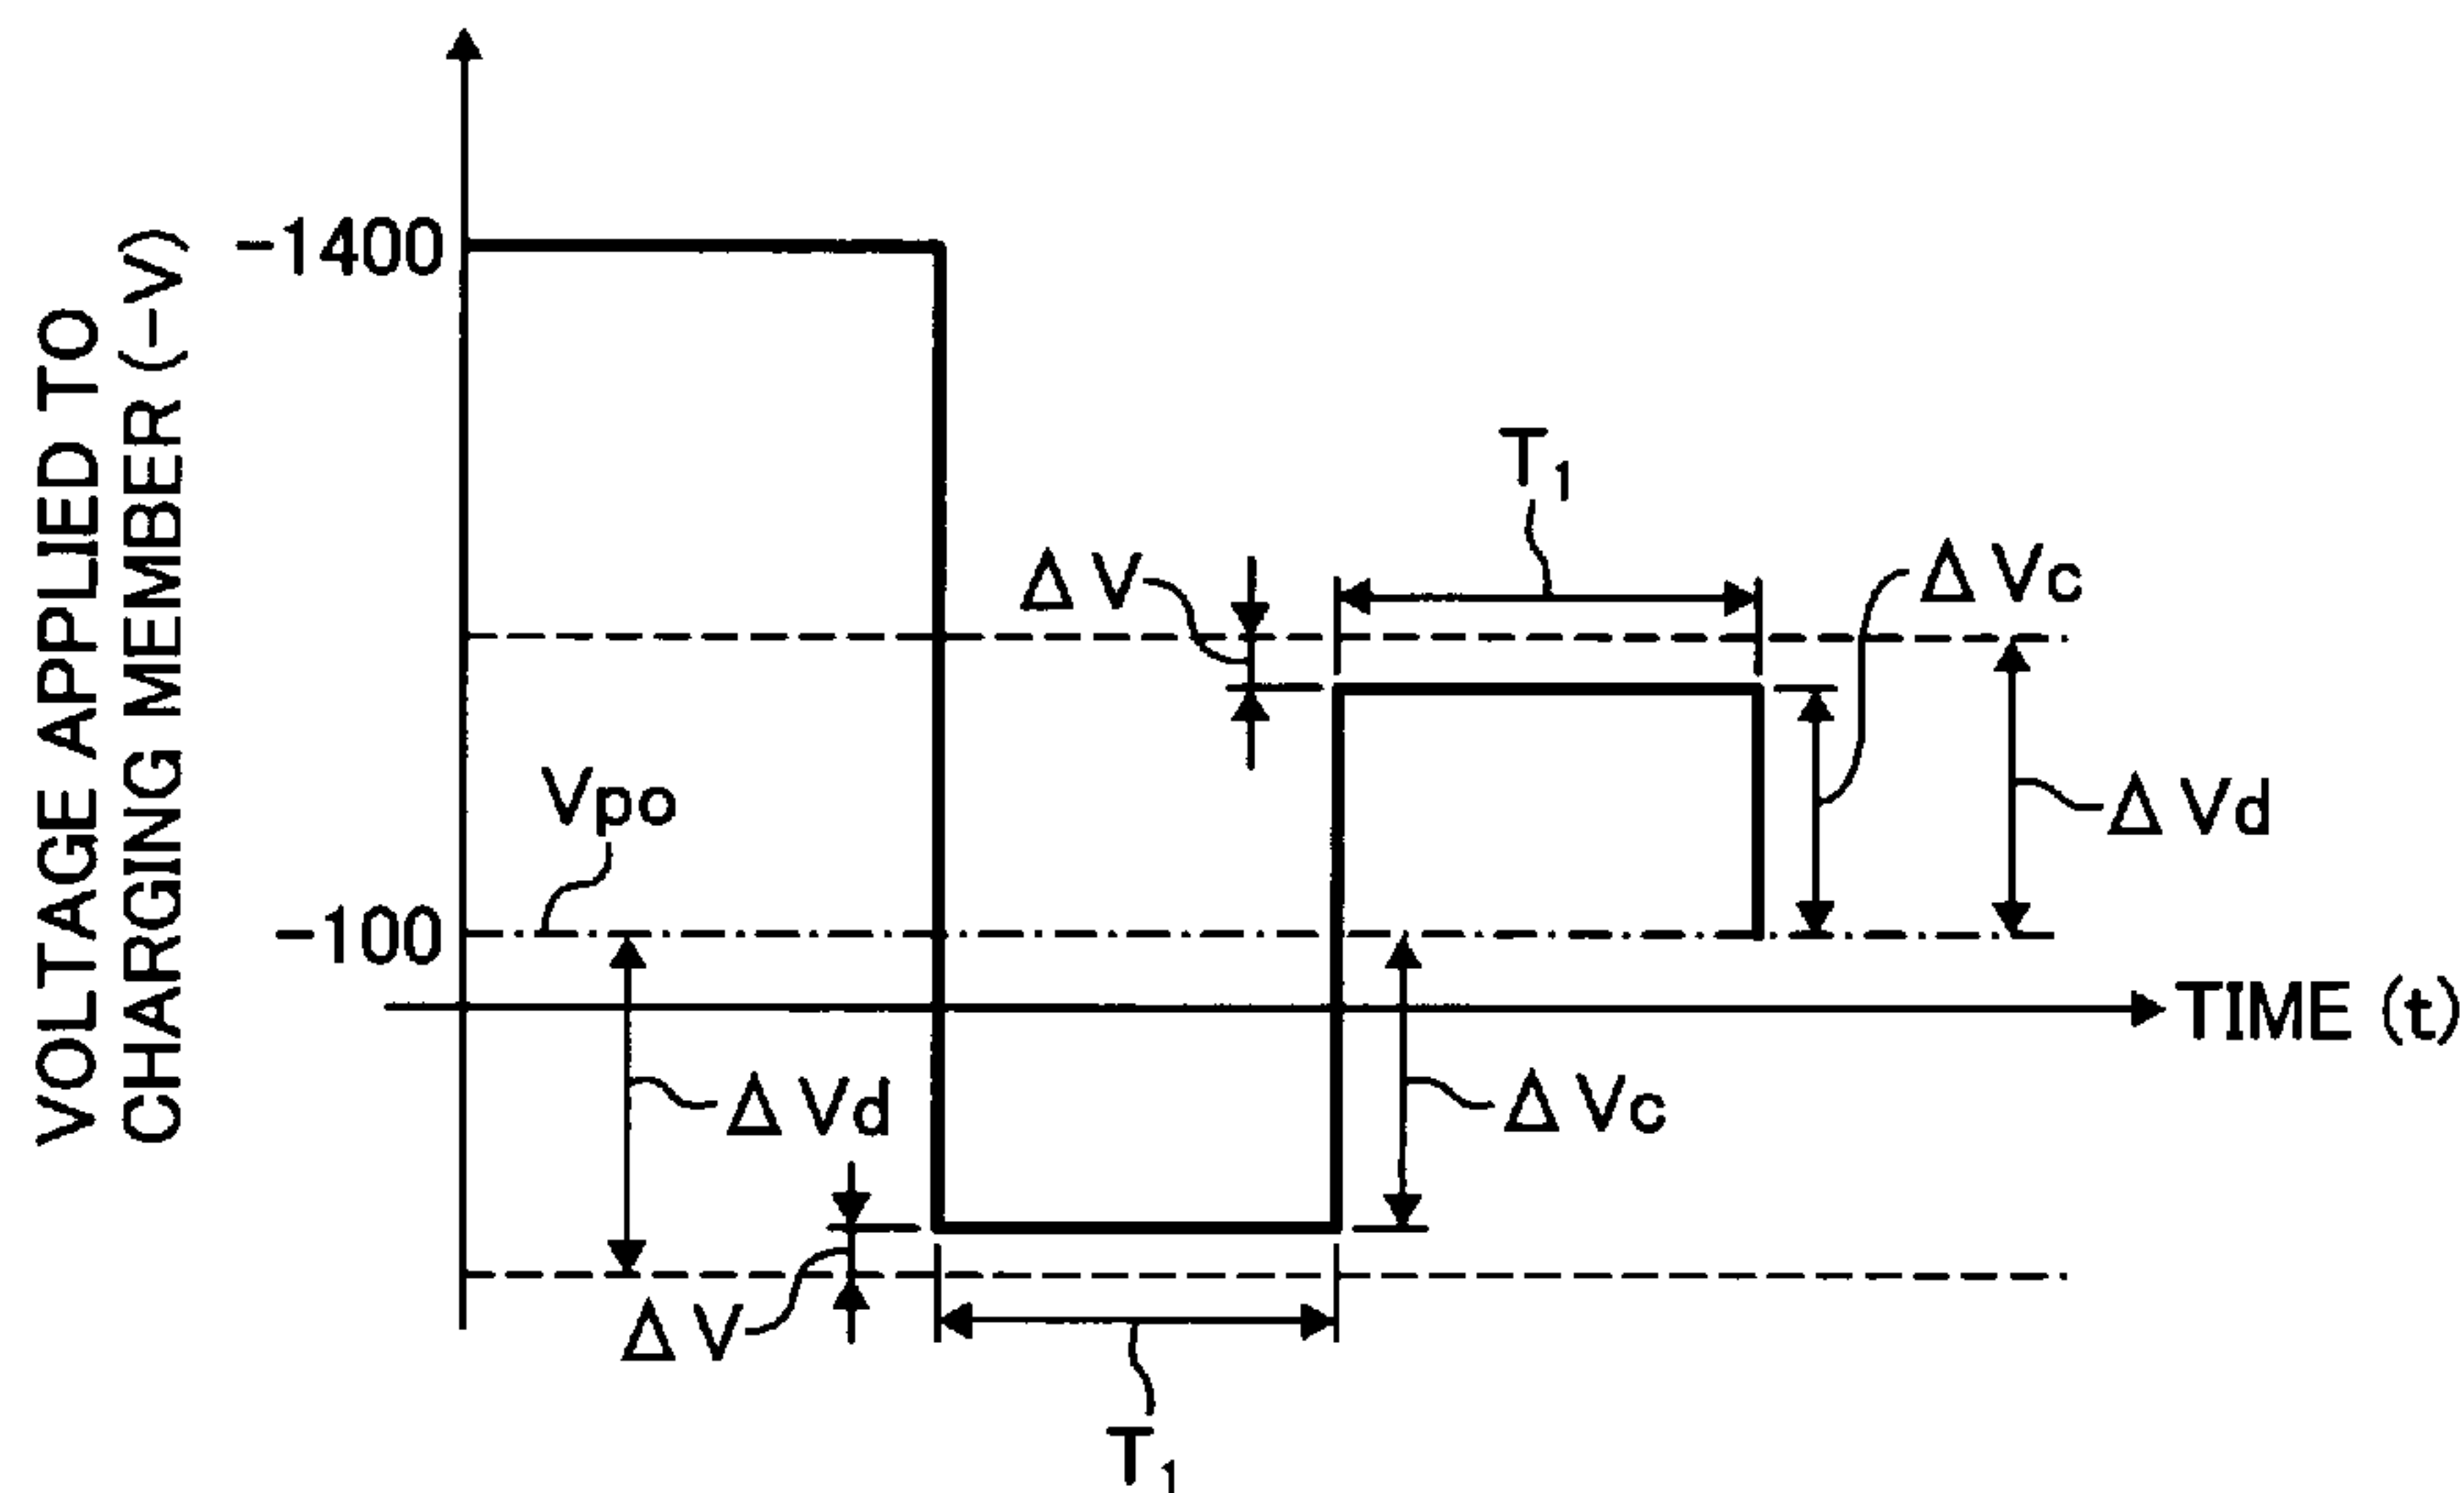 VOLTAGE APPLIED TO
CHARGING MEMBER (-V)
-1400
T1
ΔV
ΔVc
Vpo
ΔVd
-100
TIME (t)
ΔVd
ΔVc
ΔV
T1